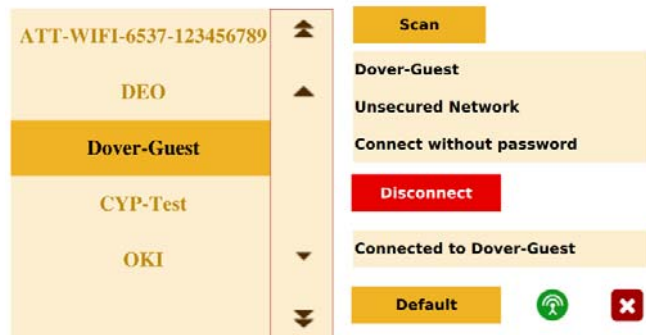 ATT-WIFI-6537-123456789
DEO
Dover-Guest
CYP-Test
OKI
Scan
Dover-Guest
Unsecured Network
Connect without password
Disconnect
Connected to Dover-Guest
Default